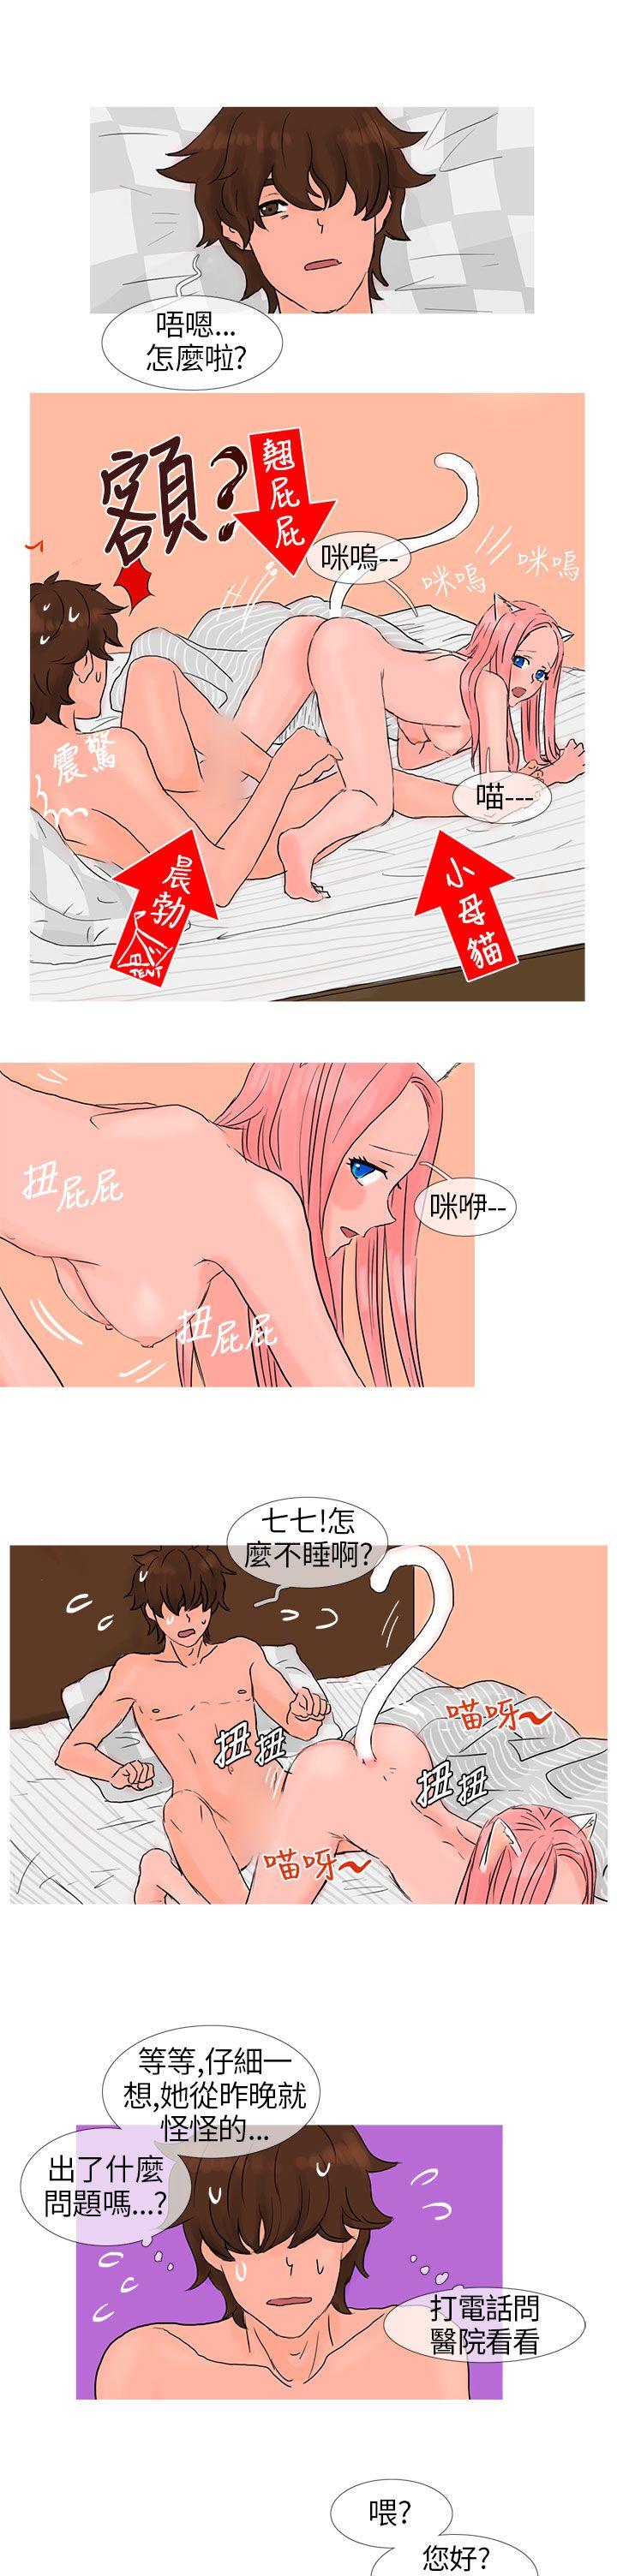 唔嗯...
怎麼啦?
額?
翹屁屁
咪嗚--
咪嗚
咪嗚
震驚
喵---
晨勃
TENT
小母貓
扭屁屁
咪咿--
扭屁屁
七七!怎
麼不睡啊?
喵呀~
扭扭
扭扭
喵呀~
等等,仔細一
想,她從昨晚就
怪怪的...
出了什麼
問題嗎...?
打電話問
醫院看看
喂?
您好?